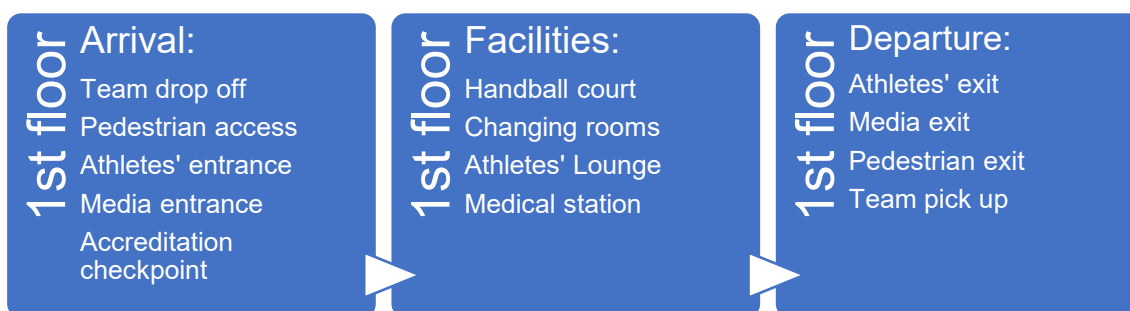 1st floor
Arrival:
Team drop off
Pedestrian access
Athletes' entrance
Media entrance
Accreditation
checkpoint
1st floor
Facilities:
Handball court
Changing rooms
Athletes' Lounge
Medical station
1st floor
Departure:
Athletes' exit
Media exit
Pedestrian exit
Team pick up